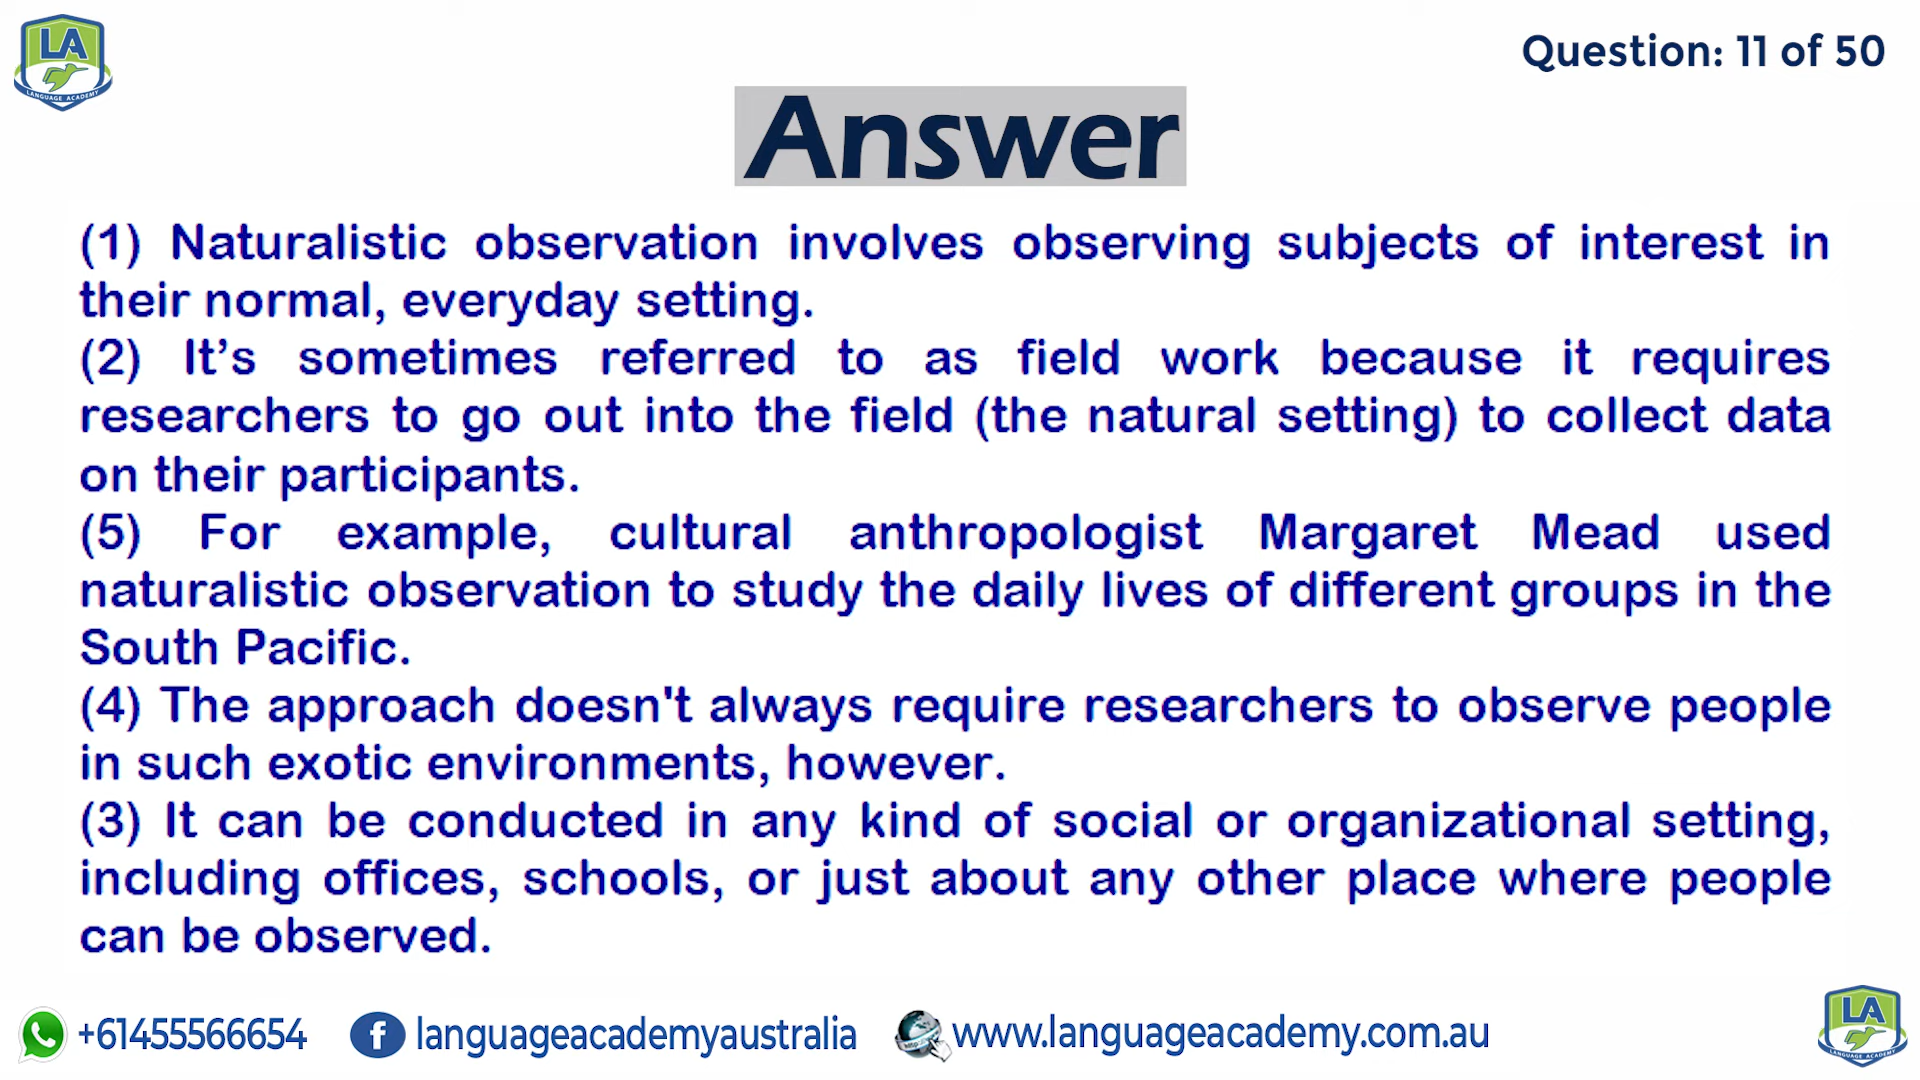 LA
LANGUAGE ACADEMY
Question: 11 of 50
Answer
(1) Naturalistic observation involves observing subjects of interest in
their normal, everyday setting.
(2) It’s sometimes referred to as field work because it requires
researchers to go out into the field (the natural setting) to collect data
on their participants.
(5) For example, cultural anthropologist Margaret Mead used
naturalistic observation to study the daily lives of different groups in the
South Pacific.
(4) The approach doesn't always require researchers to observe people
in such exotic environments, however.
(3) It can be conducted in any kind of social or organizational setting,
including offices, schools, or just about any other place where people
can be observed.
+61455566654 f languageacademyaustralia www.languageacademy.com.au
LA
LANGUAGE ACADEMY